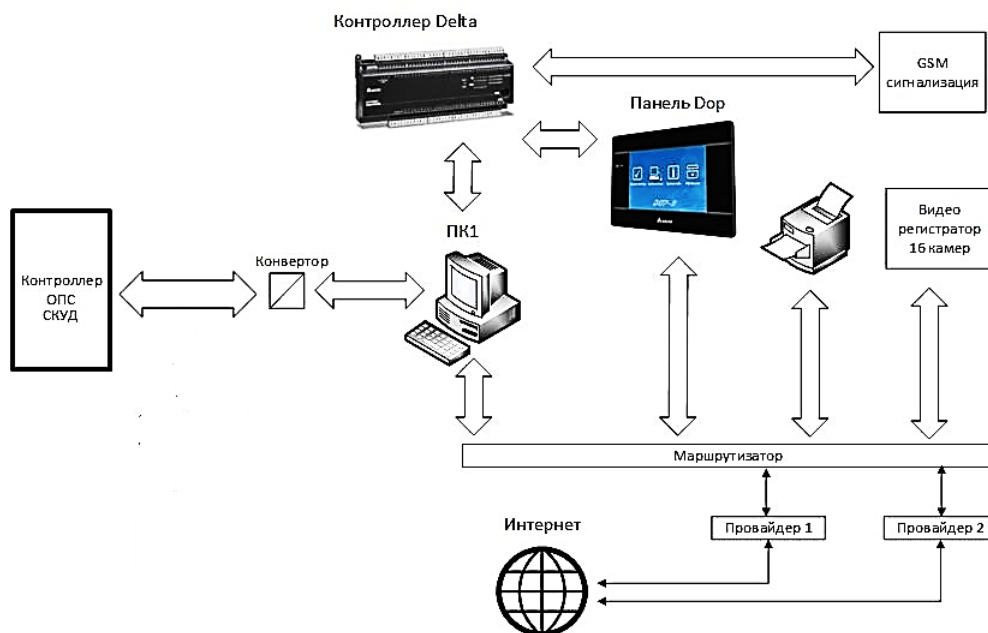 Контроллер Delta
GSM
сигнализация
Панель Dop
ПК1
Видео
регистратор
16 камер
Конвертор
Контроллер
ОПС
СКУД
Маршрутизатор
Интернет
Провайдер 1
Провайдер 2